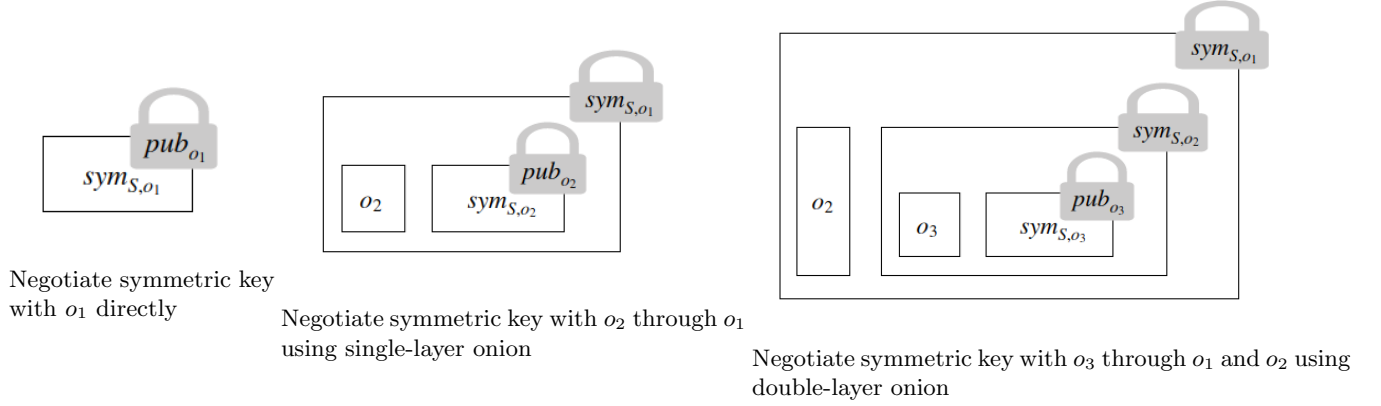 pub_{o_1}
sym_{S,o_1}
Negotiate symmetric key
with o_1 directly
sym_{S,o_1}
pub_{o_2}
o_2
sym_{S,o_2}
Negotiate symmetric key with o_2 through o_1
using single-layer onion
sym_{S,o_1}
sym_{S,o_2}
pub_{o_3}
o_2
o_3
sym_{S,o_3}
Negotiate symmetric key with o_3 through o_1 and o_2 using
double-layer onion